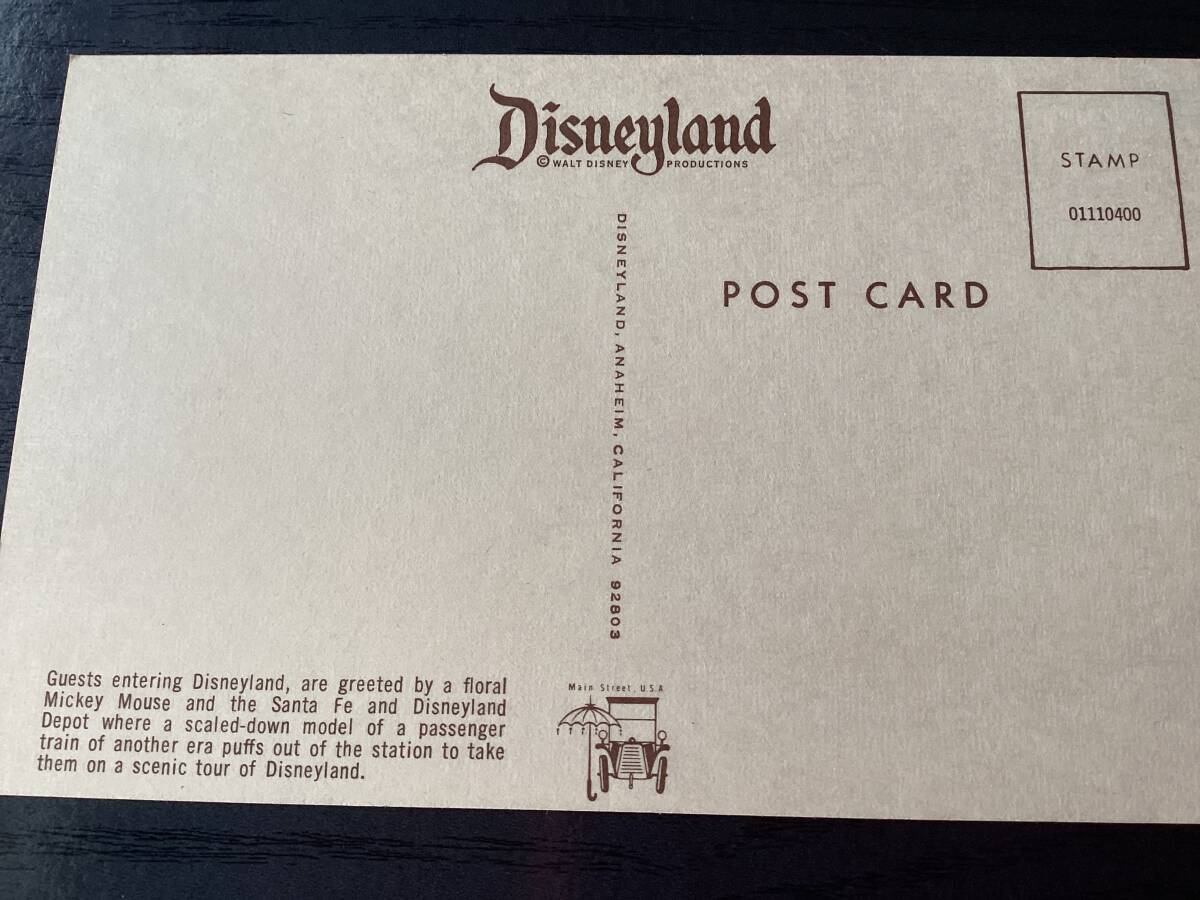 Disneyland
© WALT DISNEY PRODUCTIONS
STAMP
01110400
POST CARD
DISNEYLAND, ANAHEIM, CALIFORNIA 92803
Guests entering Disneyland, are greeted by a floral
Mickey Mouse and the Santa Fe and Disneyland
Depot where a scaled-down model of a passenger
train of another era puffs out of the station to take
them on a scenic tour of Disneyland.
Main Street, U.S.A